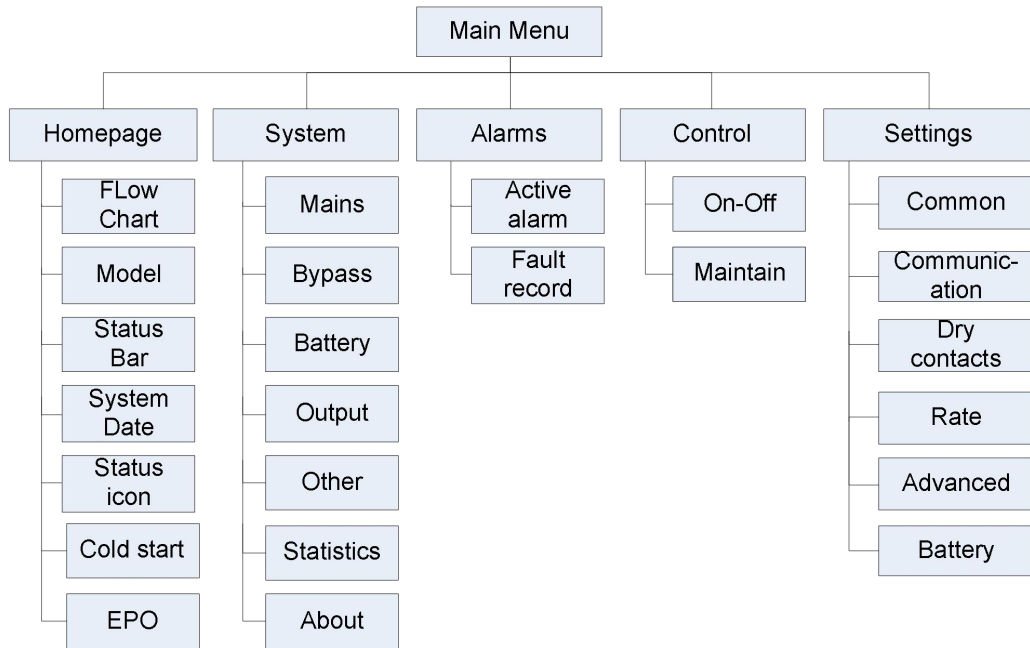 Main Menu
Homepage
FLow
Chart
Model
Status
Bar
System
Date
Status
icon
Cold start
EPO
System
Mains
Bypass
Battery
Output
Other
Statistics
About
Alarms
Active
alarm
Fault
record
Control
On-Off
Maintain
Settings
Common
Communic-
ation
Dry
contacts
Rate
Advanced
Battery